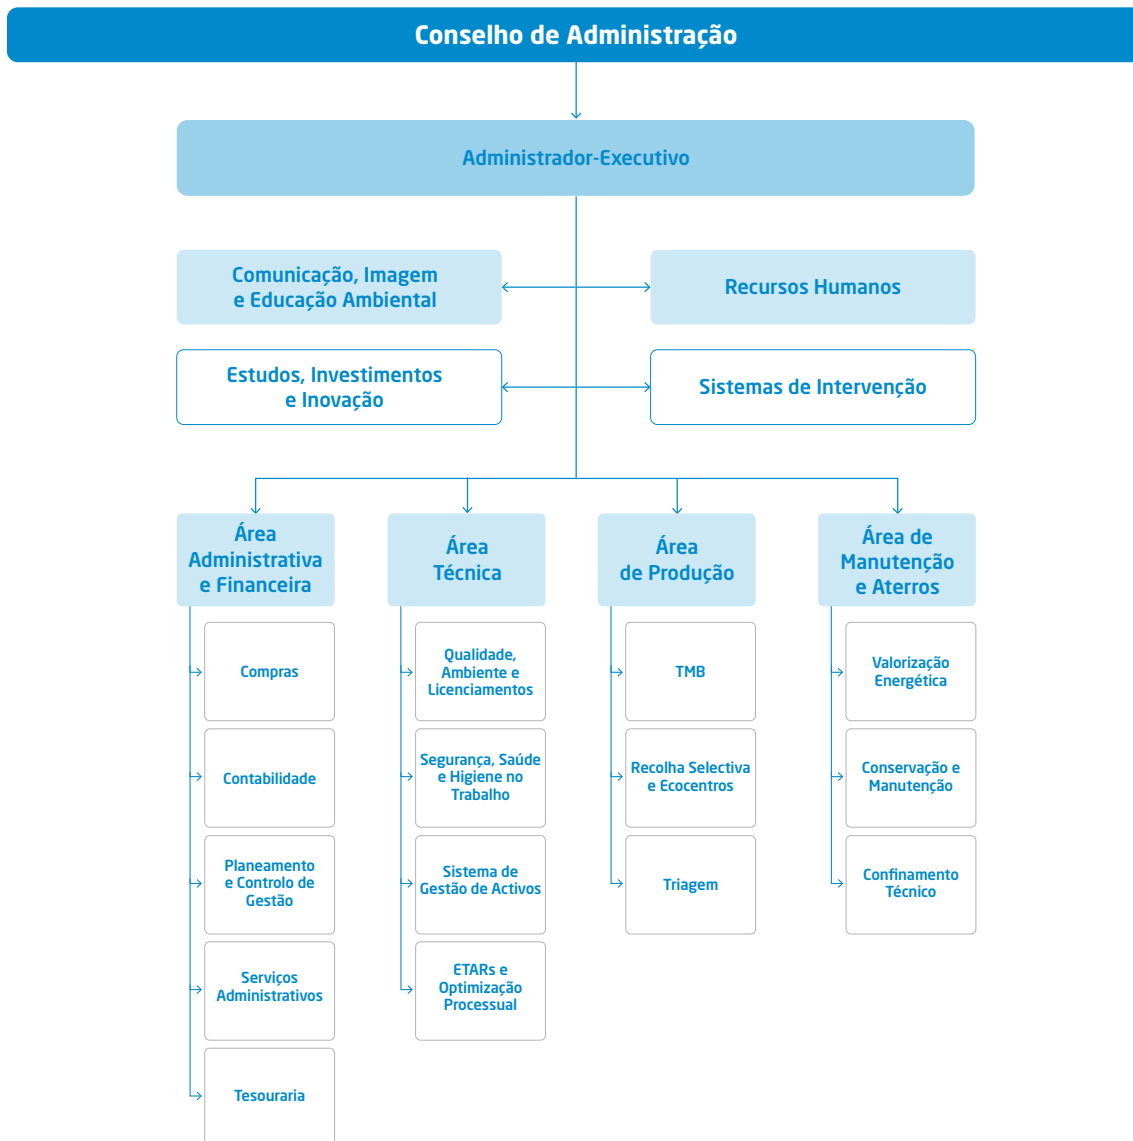 Conselho de Administração
Administrador-Executivo
Comunicação, Imagem
e Educação Ambiental
Recursos Humanos
Estudos, Investimentos
e Inovação
Sistemas de Intervenção
Área
Administrativa
e Financeira
Compras
Contabilidade
Planeamento
e Controlo de
Gestão
Serviços
Administrativos
Tesouraria
Área
Técnica
Qualidade,
Ambiente e
Licenciamentos
Segurança, Saúde
e Higiene no
Trabalho
Sistema de
Gestão de Activos
ETARs e
Optimização
Processual
Área
de Produção
TMB
Recolha Selectiva
e Ecocentros
Triagem
Área de
Manutenção
e Aterros
Valorização
Energética
Conservação e
Manutenção
Confinamento
Técnico